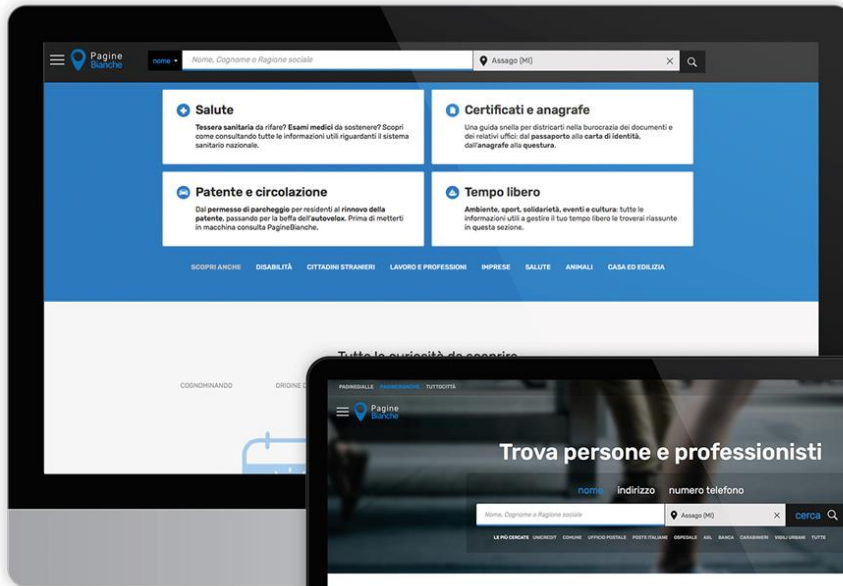 Pagine
Bianche
nome
Nome, Cognome o Ragione sociale
Assago (MI)
Salute
Tessera sanitaria da rifare? Esami medici da sostenere? Scopri
come consultando tutte le informazioni utili riguardanti il sistema
sanitario nazionale.
Certificati e anagrafe
Una guida snella per districarti nella burocrazia dei documenti e
dei relativi uffici: dal passaporto alla carta di identità,
dall'anagrafe alla questura.
Patente e circolazione
Dal permesso di parcheggio per residenti al rinnovo della
patente, passando per la beffa dell'autovelox. Prima di metterti
in macchina consulta PagineBianche.
Tempo libero
Ambiente, sport, solidarietà, eventi e cultura: tutte le
informazioni utili a gestire il tuo tempo libero le troverai riassunte
in questa sezione.
SCOPRI ANCHE DISABILITÀ CITTADINI STRANIERI LAVORO E PROFESSIONI IMPRESE SALUTE ANIMALI CASA ED EDILIZIA
Tutte le curiosità da scoprire
COGNOMINANDO ORIGINE
PAGINEGIALLE PAGINEBIANCHE TUTTOCITTÀ
Pagine
Bianche
Trova persone e professionisti
nome indirizzo numero telefono
Nome, Cognome o Ragione sociale
Assago (MI)
cerca
LE PIÙ CERCATE UNICREDIT COMUNE UFFICIO POSTALE POSTE ITALIANE OSPEDALE ASL BANCA CARABINIERI VIGILI URBANI TUTTE